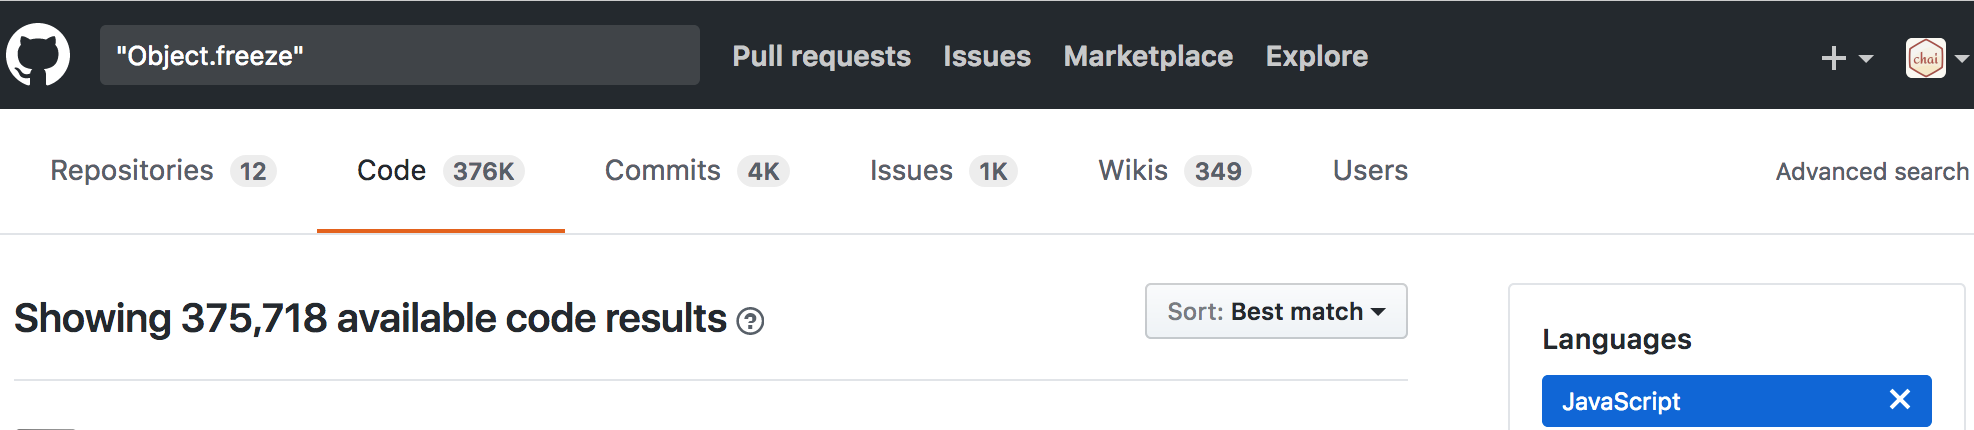 "Object.freeze" Pull requests Issues Marketplace Explore chai
Repositories 12 Code 376K Commits 4K Issues 1K Wikis 349 Users Advanced search
Showing 375,718 available code results ? Sort: Best match
Languages
JavaScript